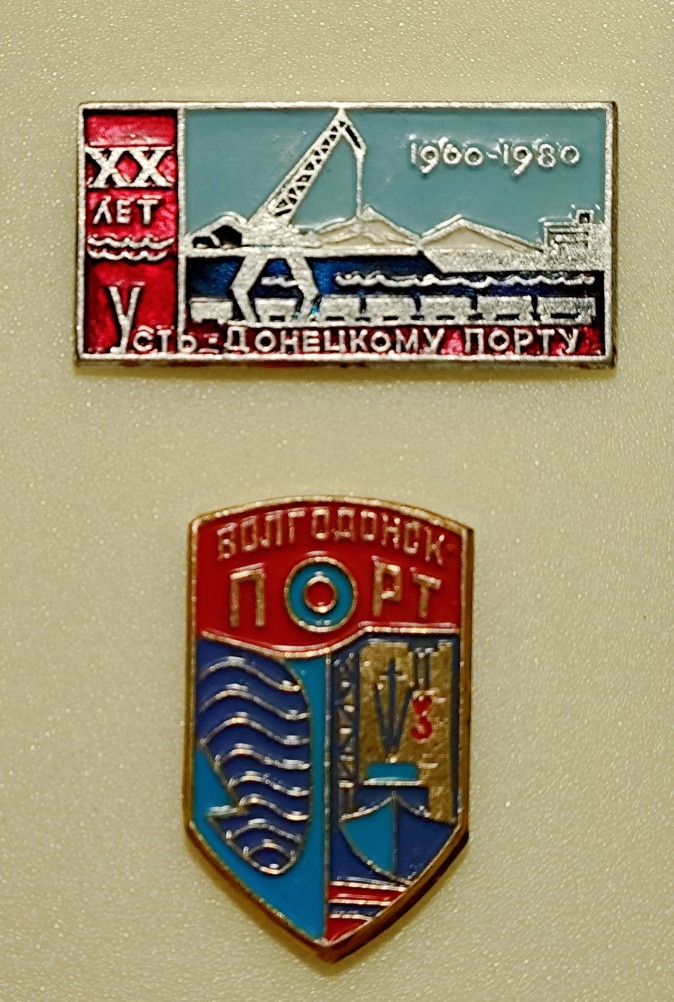 XX
ЛЕТ
1960-1980
Усть-Донецкому порту
ВОЛГОДОНСК
ПОРТ